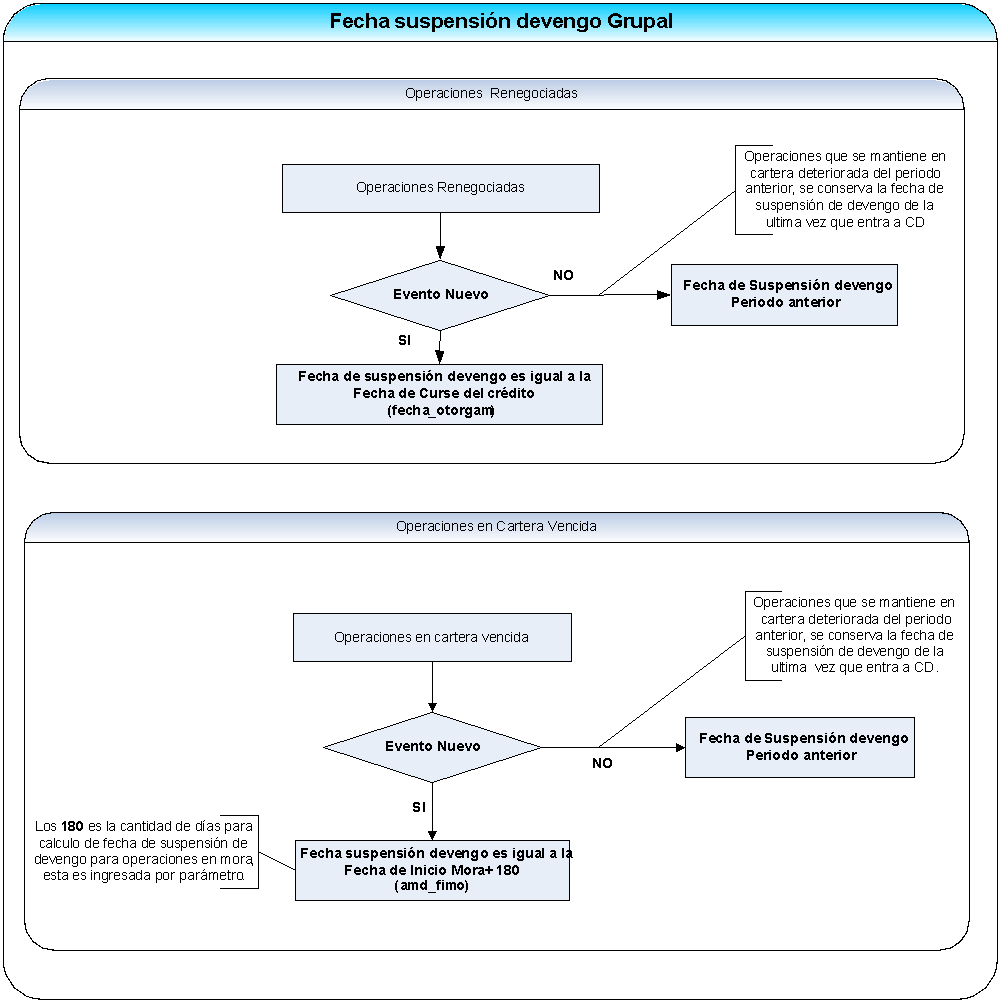 Fecha suspensión devengo Grupal
Operaciones Renegociadas
Operaciones Renegociadas
Operaciones que se mantiene en
cartera deteriorada del periodo
anterior, se conserva la fecha de
suspensión de devengo de la
ultima vez que entra a CD
Evento Nuevo
NO
Fecha de Suspensión devengo
Periodo anterior
SI
Fecha de suspensión devengo es igual a la
Fecha de Curse del crédito
(fecha_otorgam)
Operaciones en Cartera Vencida
Operaciones en cartera vencida
Operaciones que se mantiene en
cartera deteriorada del periodo
anterior, se conserva la fecha de
suspensión de devengo de la
ultima vez que entra a CD.
Evento Nuevo
NO
Fecha de Suspensión devengo
Periodo anterior
SI
Los 180 es la cantidad de días para
calculo de fecha de suspensión de
devengo para operaciones en mora,
esta es ingresada por parámetro.
Fecha suspensión devengo es igual a la
Fecha de Inicio Mora+ 180
(amd_fimo)